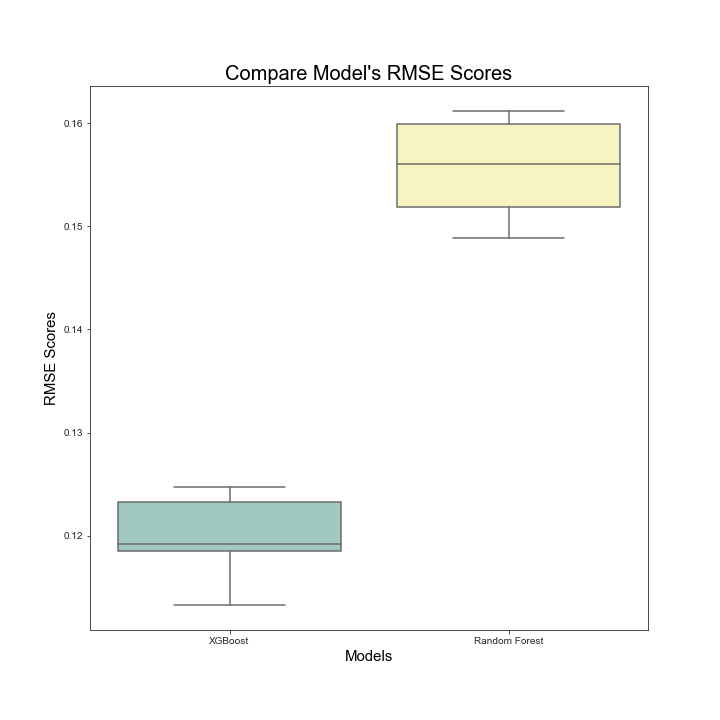 Compare Model's RMSE Scores
0.16
0.15
0.14
0.13
0.12
RMSE Scores
XGBoost
Random Forest
Models